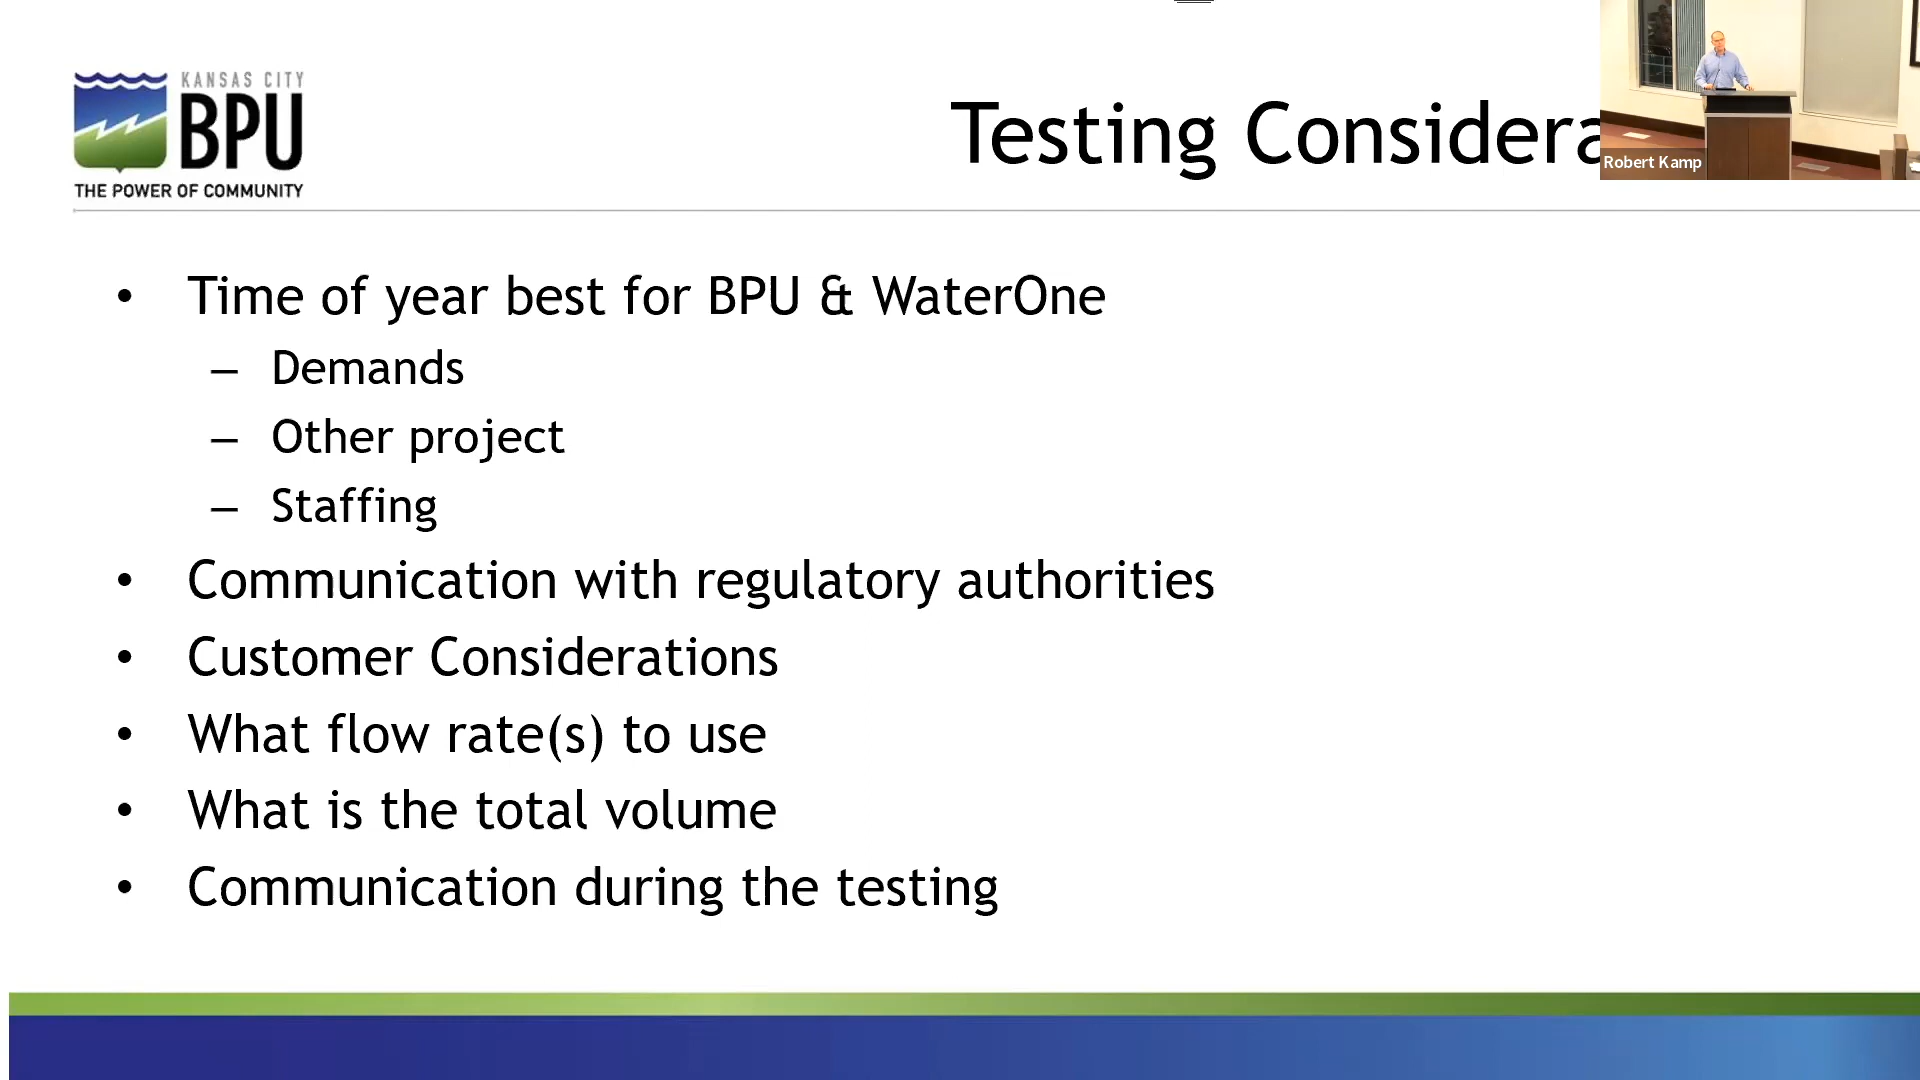 KANSAS CITY
BPU
THE POWER OF COMMUNITY
Testing Considera
Robert Kamp
• Time of year best for BPU & WaterOne
– Demands
– Other project
– Staffing
• Communication with regulatory authorities
• Customer Considerations
• What flow rate(s) to use
• What is the total volume
• Communication during the testing